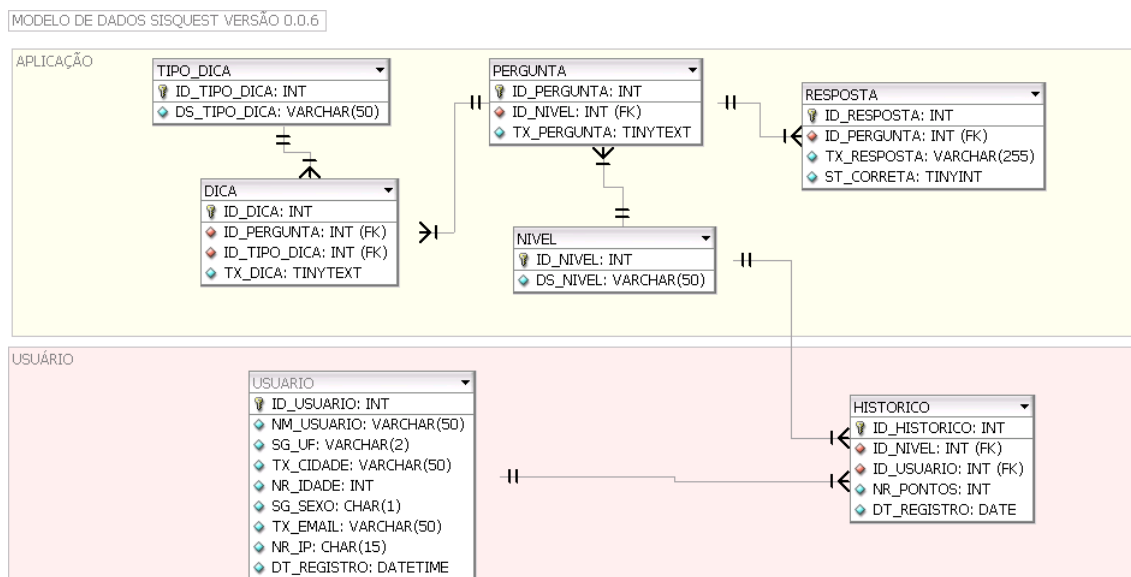 MODELO DE DADOS SISQUEST VERSÃO 0.0.6
APLICAÇÃO
TIPO_DICA
ID_TIPO_DICA: INT
DS_TIPO_DICA: VARCHAR(50)
PERGUNTA
ID_PERGUNTA: INT
ID_NIVEL: INT (FK)
TX_PERGUNTA: TINYTEXT
RESPOSTA
ID_RESPOSTA: INT
ID_PERGUNTA: INT (FK)
TX_RESPOSTA: VARCHAR(255)
ST_CORRETA: TINYINT
DICA
ID_DICA: INT
ID_PERGUNTA: INT (FK)
ID_TIPO_DICA: INT (FK)
TX_DICA: TINYTEXT
NIVEL
ID_NIVEL: INT
DS_NIVEL: VARCHAR(50)
USUÁRIO
USUARIO
ID_USUARIO: INT
NM_USUARIO: VARCHAR(50)
SG_UF: VARCHAR(2)
TX_CIDADE: VARCHAR(50)
NR_IDADE: INT
SG_SEXO: CHAR(1)
TX_EMAIL: VARCHAR(50)
NR_IP: CHAR(15)
DT_REGISTRO: DATETIME
HISTORICO
ID_HISTORICO: INT
ID_NIVEL: INT (FK)
ID_USUARIO: INT (FK)
NR_PONTOS: INT
DT_REGISTRO: DATE